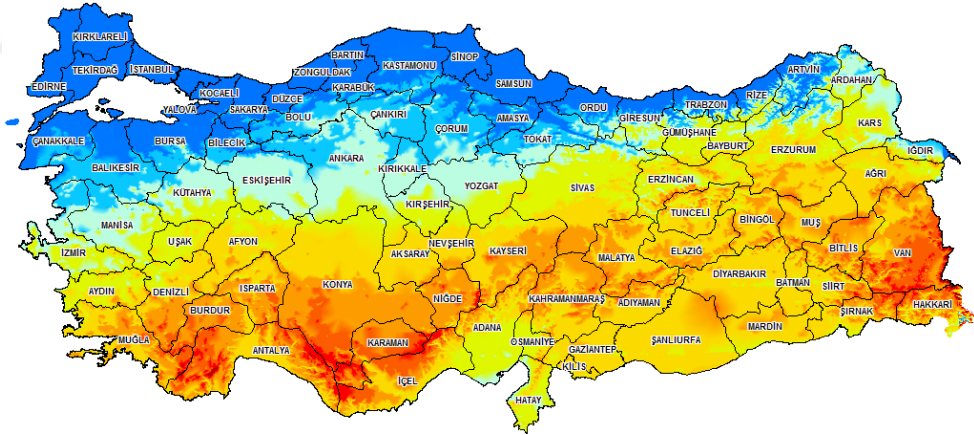 KIRKLARELİ
TEKİRDAĞ
İSTANBUL
EDİRNE
KOCAELİ
YALOVA
SAKARYA
DÜZCE
ZONGULDAK
BARTIN
KARABÜK
KASTAMONU
SİNOP
SAMSUN
BOLU
ÇANKIRI
ÇORUM
AMASYA
TOKAT
ORDU
GİRESUN
TRABZON
RİZE
ARTVİN
ARDAHAN
KARS
GÜMÜŞHANE
BAYBURT
ERZURUM
IĞDIR
AĞRI
ÇANAKKALE
BALIKESİR
BURSA
BİLECİK
KÜTAHYA
ESKİŞEHİR
ANKARA
KIRIKKALE
YOZGAT
KIRŞEHİR
SİVAS
ERZİNCAN
TUNCELİ
BİNGÖL
MUŞ
BİTLİS
VAN
MANİSA
İZMİR
UŞAK
AFYON
AKSARAY
NEVŞEHİR
KAYSERİ
MALATYA
ELAZIĞ
DİYARBAKIR
BATMAN
SİİRT
ŞIRNAK
HAKKARİ
AYDIN
DENİZLİ
ISPARTA
BURDUR
KONYA
NİĞDE
KAHRAMANMARAŞ
ADIYAMAN
ŞANLIURFA
MARDİN
MUĞLA
ANTALYA
KARAMAN
İÇEL
ADANA
OSMANİYE
GAZİANTEP
KİLİS
HATAY